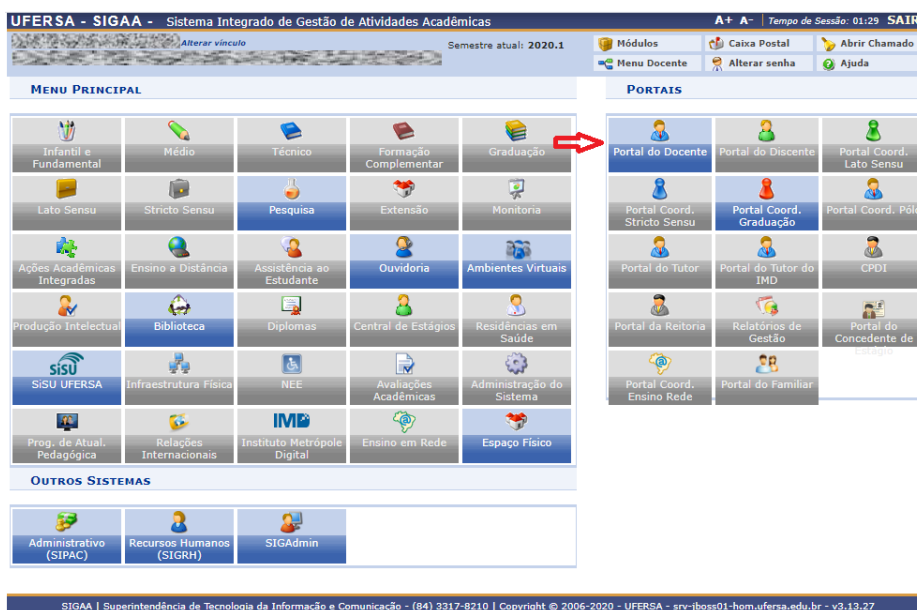 UFERSA - SIGAA - Sistema Integrado de Gestão de Atividades Acadêmicas
A+ A- | Tempo de Sessão: 01:29 SAIR
Alterar vínculo
Semestre atual: 2020.1
Módulos
Caixa Postal
Abrir Chamado
Menu Docente
Alterar senha
Ajuda
MENU PRINCIPAL
Infantil e
Fundamental
Médio
Técnico
Formação
Complementar
Graduação
Lato Sensu
Stricto Sensu
Pesquisa
Extensão
Monitoria
Ações Acadêmicas
Integradas
Ensino a Distância
Assistência ao
Estudante
Ouvidoria
Ambientes Virtuais
Produção Intelectual
Biblioteca
Diplomas
Central de Estágios
Residências em
Saúde
sisu
SiSU UFERSA
Infraestrutura Física
NEE
Avaliações
Acadêmicas
Administração do
Sistema
Prog. de Atual.
Pedagógica
Relações
Internacionais
IMD
Instituto Metrópole
Digital
Ensino em Rede
Espaço Físico
PORTAIS
Portal do Docente
Portal do Discente
Portal Coord.
Lato Sensu
Portal Coord.
Stricto Sensu
Portal Coord.
Graduação
Portal Coord. Pólo
Portal do Tutor
Portal do Tutor do
IMD
CPDI
Portal da Reitoria
Relatórios de
Gestão
Portal do
Concedente de
Estágio
Portal Coord.
Ensino Rede
Portal do Familiar
OUTROS SISTEMAS
Administrativo
(SIPAC)
Recursos Humanos
(SIGRH)
SIGAdmin
SIGAA | Superintendência de Tecnologia da Informação e Comunicação - (84) 3317-8210 | Copyright © 2006-2020 - UFERSA - srv-jboss01-hom.ufersa.edu.br - v3.13.27